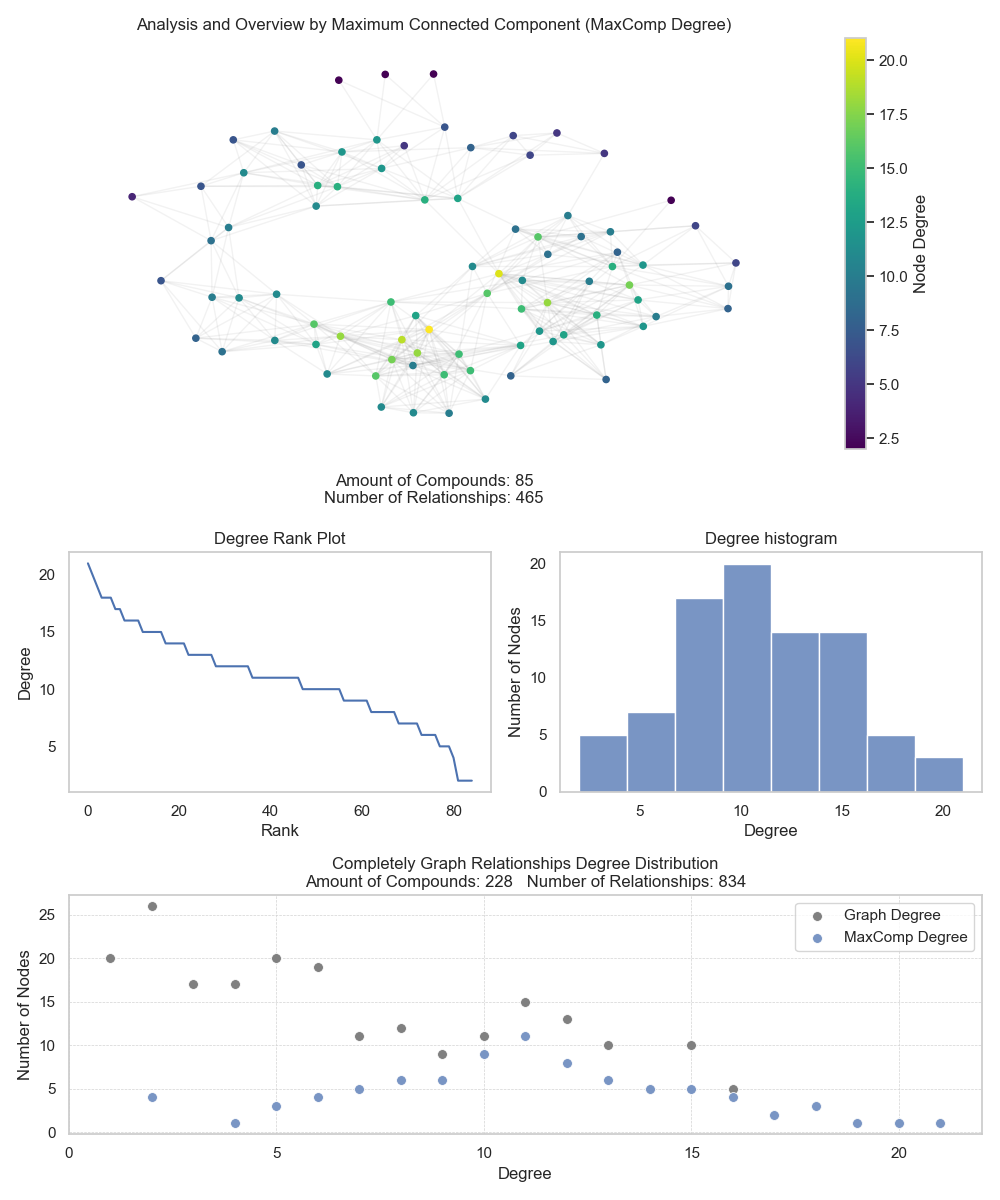 Analysis and Overview by Maximum Connected Component (MaxComp Degree)
20.0
17.5
15.0
12.5
10.0
7.5
5.0
2.5
Node Degree
Amount of Compounds: 85
Number of Relationships: 465
Degree Rank Plot
20
15
10
5
Degree
0 20 40 60 80
Rank
Degree histogram
20
15
10
5
0
Number of Nodes
5 10 15 20
Degree
Completely Graph Relationships Degree Distribution
Amount of Compounds: 228 Number of Relationships: 834
25
20
15
10
5
0
Number of Nodes
Graph Degree
MaxComp Degree
0 5 10 15 20
Degree